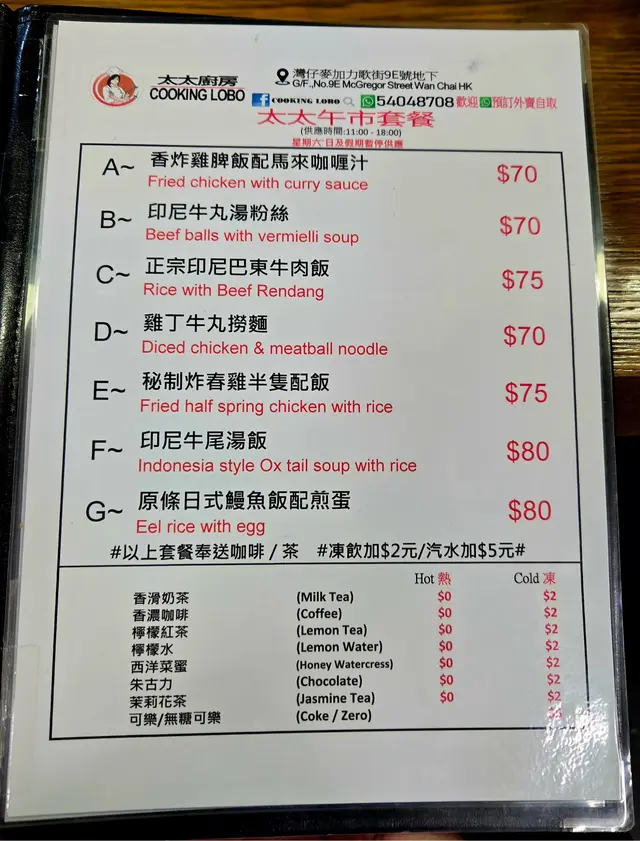 太太廚房
COOKING LOBO
灣仔麥加力歌街9E號地下
G/F.,No.9E McGregor Street Wan Chai HK
COOKING LOBO 54048708 歡迎 預訂外賣自取
太太午市套餐
(供應時間:11:00 - 18:00)
星期六´日及假期暫停供應
A~ 香炸雞脾飯配馬來咖喱汁 $70
Fried chicken with curry sauce
B~ 印尼牛丸湯粉絲 $70
Beef balls with vermielli soup
C~ 正宗印尼巴東牛肉飯 $75
Rice with Beef Rendang
D~ 雞丁牛丸撈麵 $70
Diced chicken & meatball noodle
E~ 秘制炸春雞半隻配飯 $75
Fried half spring chicken with rice
F~ 印尼牛尾湯飯 $80
Indonesia style Ox tail soup with rice
G~ 原條日式鰻魚飯配煎蛋 $80
Eel rice with egg
#以上套餐奉送咖啡 / 茶 #凍飲加$2元/汽水加$5元#
Hot 熱 Cold 凍
香滑奶茶 (Milk Tea) $0 $2
香濃咖啡 (Coffee) $0 $2
檸檬紅茶 (Lemon Tea) $0 $2
檸檬水 (Lemon Water) $0 $2
西洋菜蜜 (Honey Watercress) $0 $2
朱古力 (Chocolate) $0 $2
茉莉花茶 (Jasmine Tea) $0 $2
可樂/無糖可樂 (Coke / Zero)